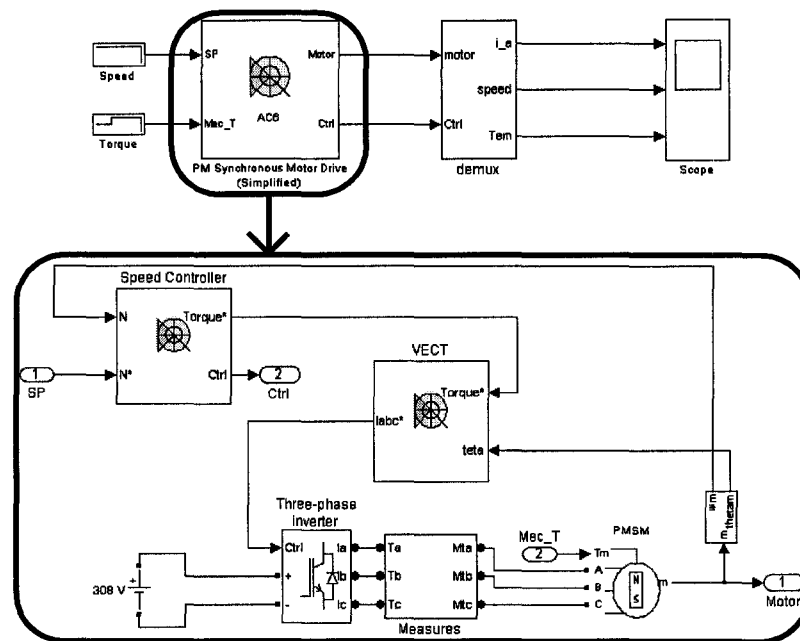 Speed
Torque
SP
Mec_T
Motor
Ctrl
AC6
PM Synchronous Motor Drive
(Simplified)
motor
Ctrl
i_a
speed
Tem
demux
Scope
Speed Controller
N
N*
Torque*
Ctrl
1
SP
2
Ctrl
VECT
Torque*
Iabc*
teta
Three-phase
Inverter
Ctrl
+
-
Ia
Ib
Ic
308 V
+
Ta
Tb
Tc
Mta
Mtb
Mtc
Measures
Mec_T
2
PMSM
Tm
A
B
C
N
S
m
m
thetam
1
Motor